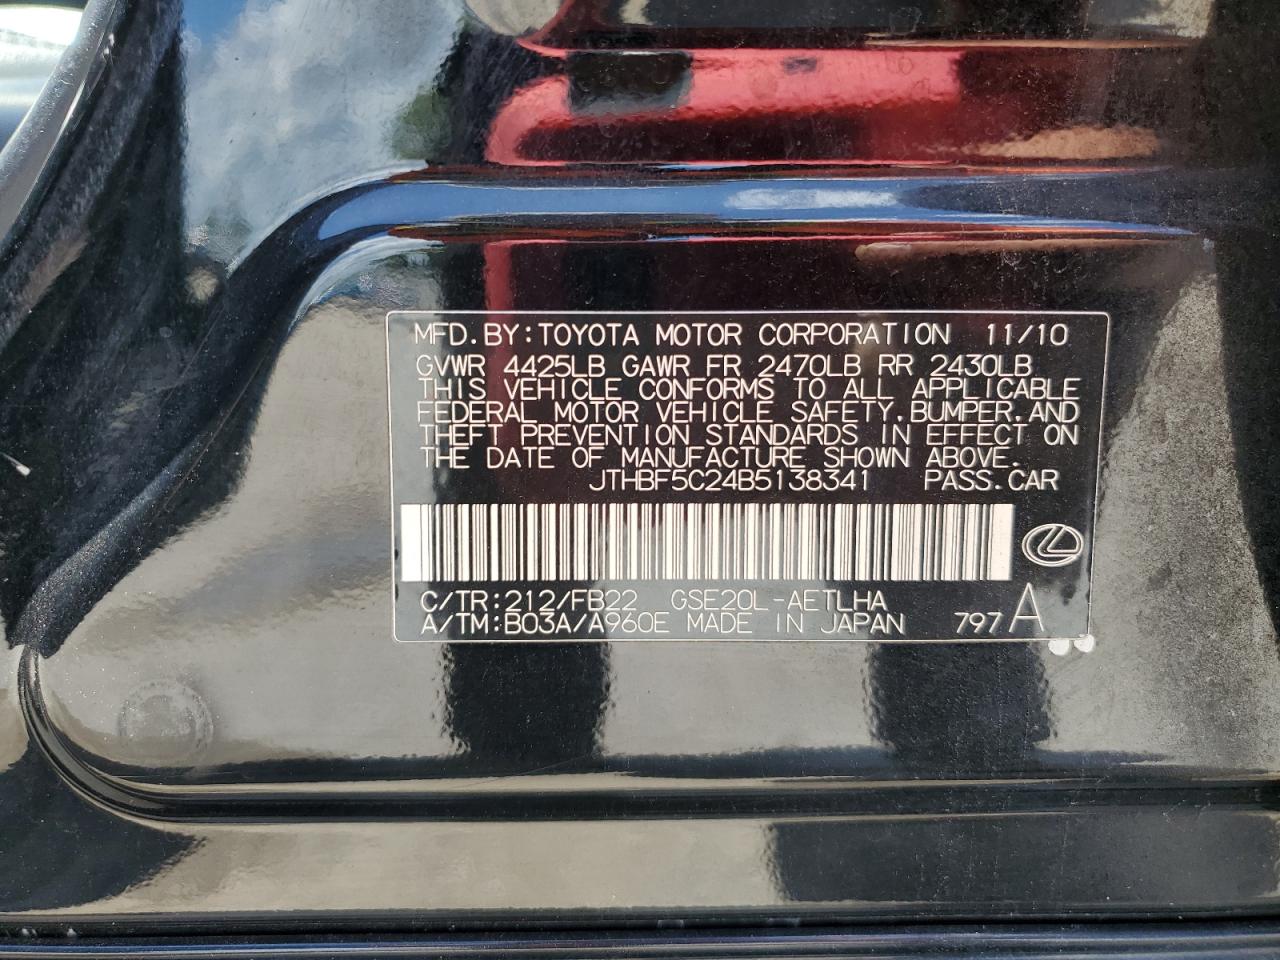 MFD.BY:TOYOTA MOTOR CORPORATION 11/10
GVWR 4425LB GAWR FR 2470LB RR 2430LB
THIS VEHICLE CONFORMS TO ALL APPLICABLE
FEDERAL MOTOR VEHICLE SAFETY,BUMPER,AND
THEFT PREVENTION STANDARDS IN EFFECT ON
THE DATE OF MANUFACTURE SHOWN ABOVE.
JTHBF5C24B5138341 PASS.CAR
C/TR:212/FB22 GSE20L-AETLHA
A/TM:B03A/A960E MADE IN JAPAN 797 A